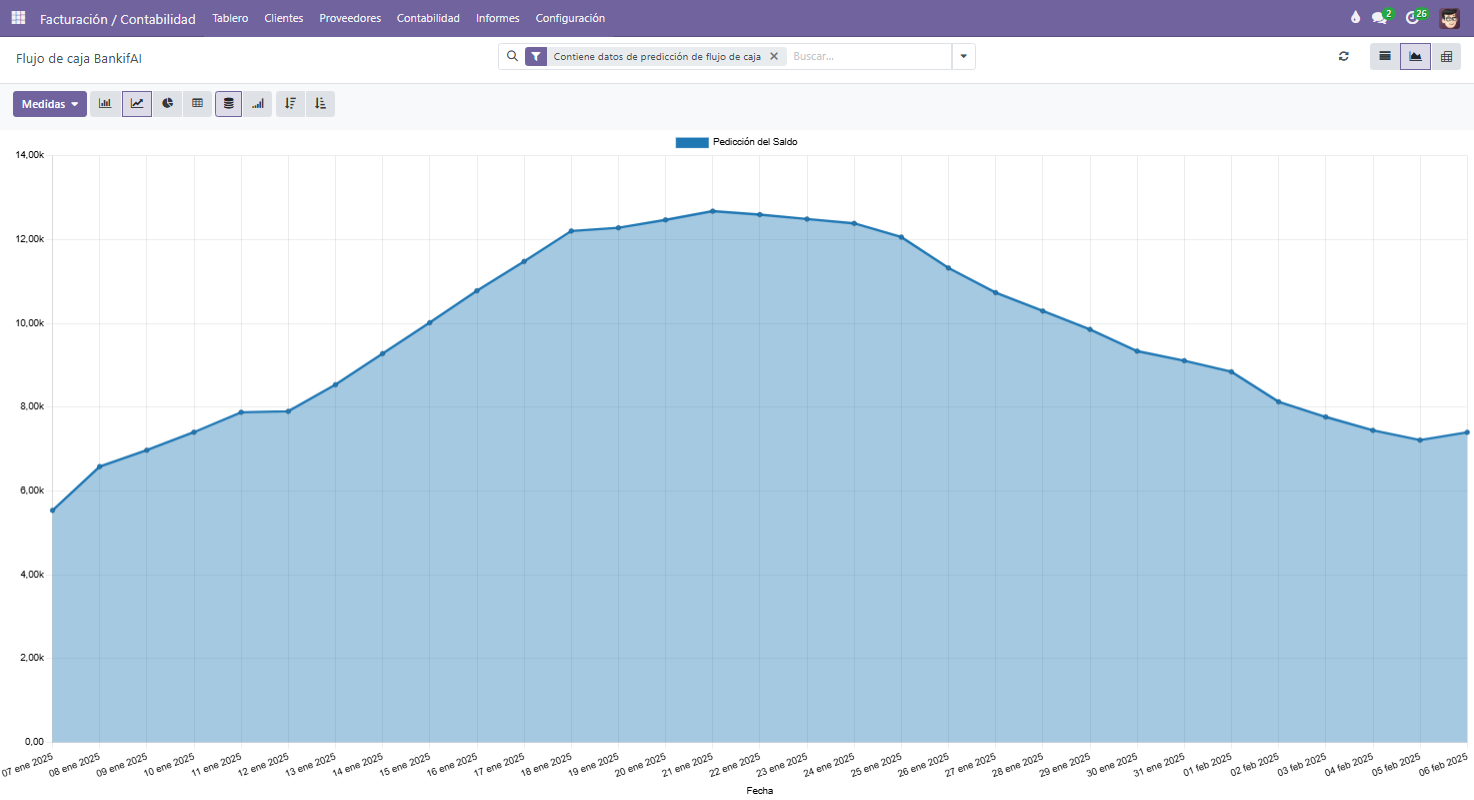 Facturación / Contabilidad Tablero Clientes Proveedores Contabilidad Informes Configuración 2 26
Flujo de caja BankifAI Contiene datos de predicción de flujo de caja Buscar...
Medidas
Pedicción del Saldo
14,00k
12,00k
10,00k
8,00k
6,00k
4,00k
2,00k
0,00
07 ene 2025 08 ene 2025 09 ene 2025 10 ene 2025 11 ene 2025 12 ene 2025 13 ene 2025 14 ene 2025 15 ene 2025 16 ene 2025 17 ene 2025 18 ene 2025 19 ene 2025 20 ene 2025 21 ene 2025 22 ene 2025 23 ene 2025 24 ene 2025 25 ene 2025 26 ene 2025 27 ene 2025 28 ene 2025 29 ene 2025 30 ene 2025 31 ene 2025 01 feb 2025 02 feb 2025 03 feb 2025 04 feb 2025 05 feb 2025 06 feb 2025
Fecha